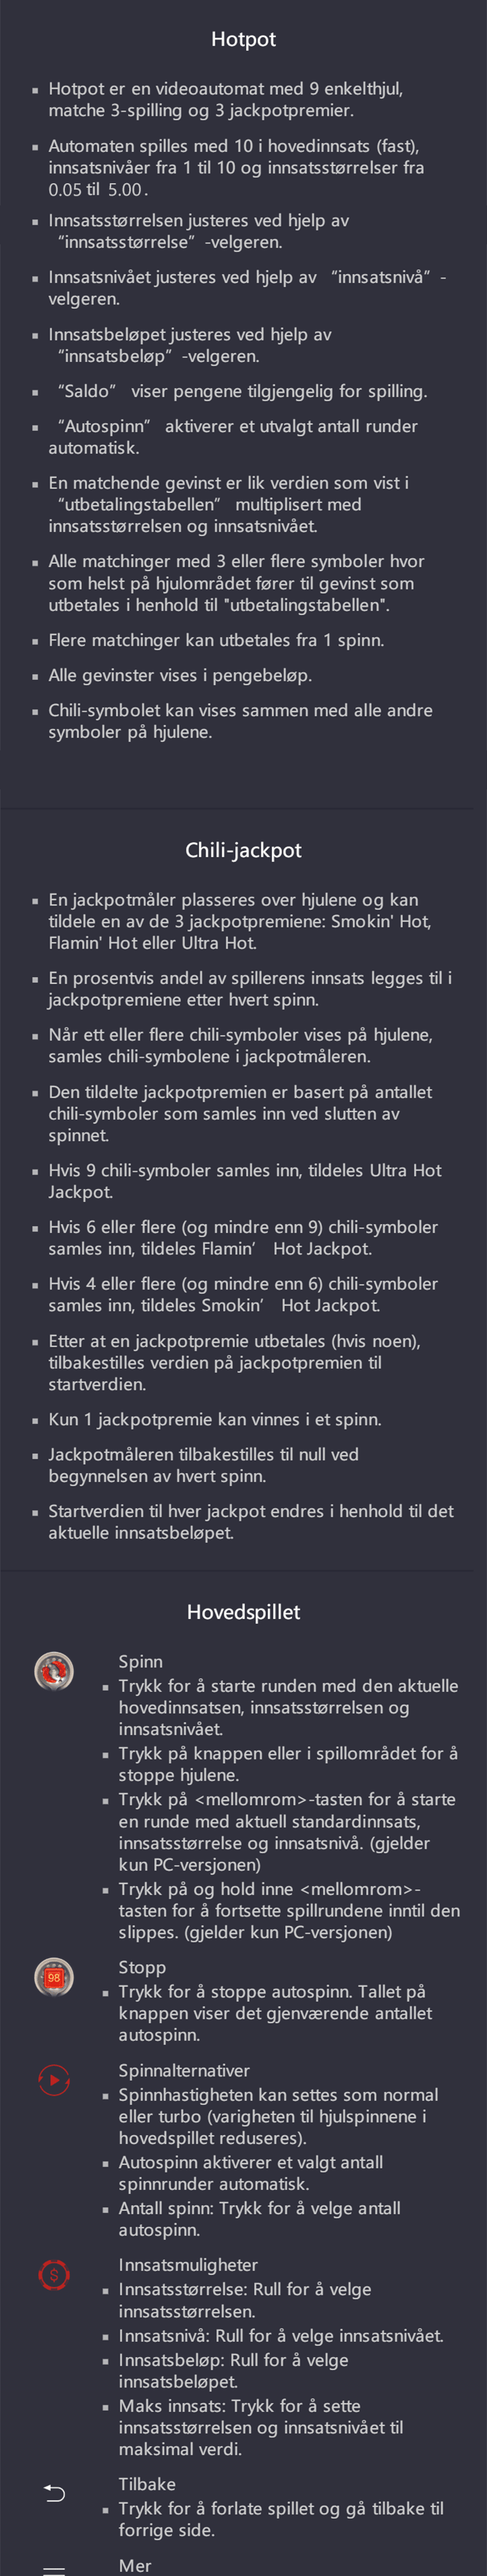 Hotpot
▪ Hotpot er en videoautomat med 9 enkelthjul,
matche 3-spilling og 3 jackpotpremier.
▪ Automaten spilles med 10 i hovedinnsats (fast),
innsatsnivåer fra 1 til 10 og innsatsstørrelser fra
0.05 til 5.00.
▪ Innsatsstørrelsen justeres ved hjelp av
“innsatsstørrelse” -velgeren.
▪ Innsatsnivået justeres ved hjelp av “innsatsnivå” -
velgeren.
▪ Innsatsbeløpet justeres ved hjelp av
“innsatsbeløp” -velgeren.
▪ “Saldo” viser pengene tilgjengelig for spilling.
▪ “Autospinn” aktiverer et utvalgt antall runder
automatisk.
▪ En matchende gevinst er lik verdien som vist i
“utbetalingstabellen” multiplisert med
innsatsstørrelsen og innsatsnivået.
▪ Alle matchinger med 3 eller flere symboler hvor
som helst på hjulområdet fører til gevinst som
utbetales i henhold til "utbetalingstabellen".
▪ Flere matchinger kan utbetales fra 1 spinn.
▪ Alle gevinster vises i pengebeløp.
▪ Chili-symbolet kan vises sammen med alle andre
symboler på hjulene.
Chili-jackpot
▪ En jackpotmåler plasseres over hjulene og kan
tildele en av de 3 jackpotpremiene: Smokin' Hot,
Flamin' Hot eller Ultra Hot.
▪ En prosentvis andel av spillerens innsats legges til i
jackpotpremiene etter hvert spinn.
▪ Når ett eller flere chili-symboler vises på hjulene,
samles chili-symbolene i jackpotmåleren.
▪ Den tildelte jackpotpremien er basert på antallet
chili-symboler som samles inn ved slutten av
spinnet.
▪ Hvis 9 chili-symboler samles inn, tildeles Ultra Hot
Jackpot.
▪ Hvis 6 eller flere (og mindre enn 9) chili-symboler
samles inn, tildeles Flamin’ Hot Jackpot.
▪ Hvis 4 eller flere (og mindre enn 6) chili-symboler
samles inn, tildeles Smokin’ Hot Jackpot.
▪ Etter at en jackpotpremie utbetales (hvis noen),
tilbakestilles verdien på jackpotpremien til
startverdien.
▪ Kun 1 jackpotpremie kan vinnes i et spinn.
▪ Jackpotmåleren tilbakestilles til null ved
begynnelsen av hvert spinn.
▪ Startverdien til hver jackpot endres i henhold til det
aktuelle innsatsbeløpet.
Hovedspillet
Spinn
▪ Trykk for å starte runden med den aktuelle
hovedinnsatsen, innsatsstørrelsen og
innsatsnivået.
▪ Trykk på knappen eller i spillområdet for å
stoppe hjulene.
▪ Trykk på <mellomrom>-tasten for å starte
en runde med aktuell standardinnsats,
innsatsstørrelse og innsatsnivå. (gjelder
kun PC-versjonen)
▪ Trykk på og hold inne <mellomrom>-
tasten for å fortsette spillrundene inntil den
slippes. (gjelder kun PC-versjonen)
98
Stopp
▪ Trykk for å stoppe autospinn. Tallet på
knappen viser det gjenværende antallet
autospinn.
Spinnalternativer
▪ Spinnhastigheten kan settes som normal
eller turbo (varigheten til hjulspinnene i
hovedspillet reduseres).
▪ Autospinn aktiverer et valgt antall
spinnrunder automatisk.
▪ Antall spinn: Trykk for å velge antall
autospinn.
$
Innsatsmuligheter
▪ Innsatsstørrelse: Rull for å velge
innsatsstørrelsen.
▪ Innsatsnivå: Rull for å velge innsatsnivået.
▪ Innsatsbeløp: Rull for å velge
innsatsbeløpet.
▪ Maks innsats: Trykk for å sette
innsatsstørrelsen og innsatsnivået til
maksimal verdi.
Tilbake
▪ Trykk for å forlate spillet og gå tilbake til
forrige side.
Mer